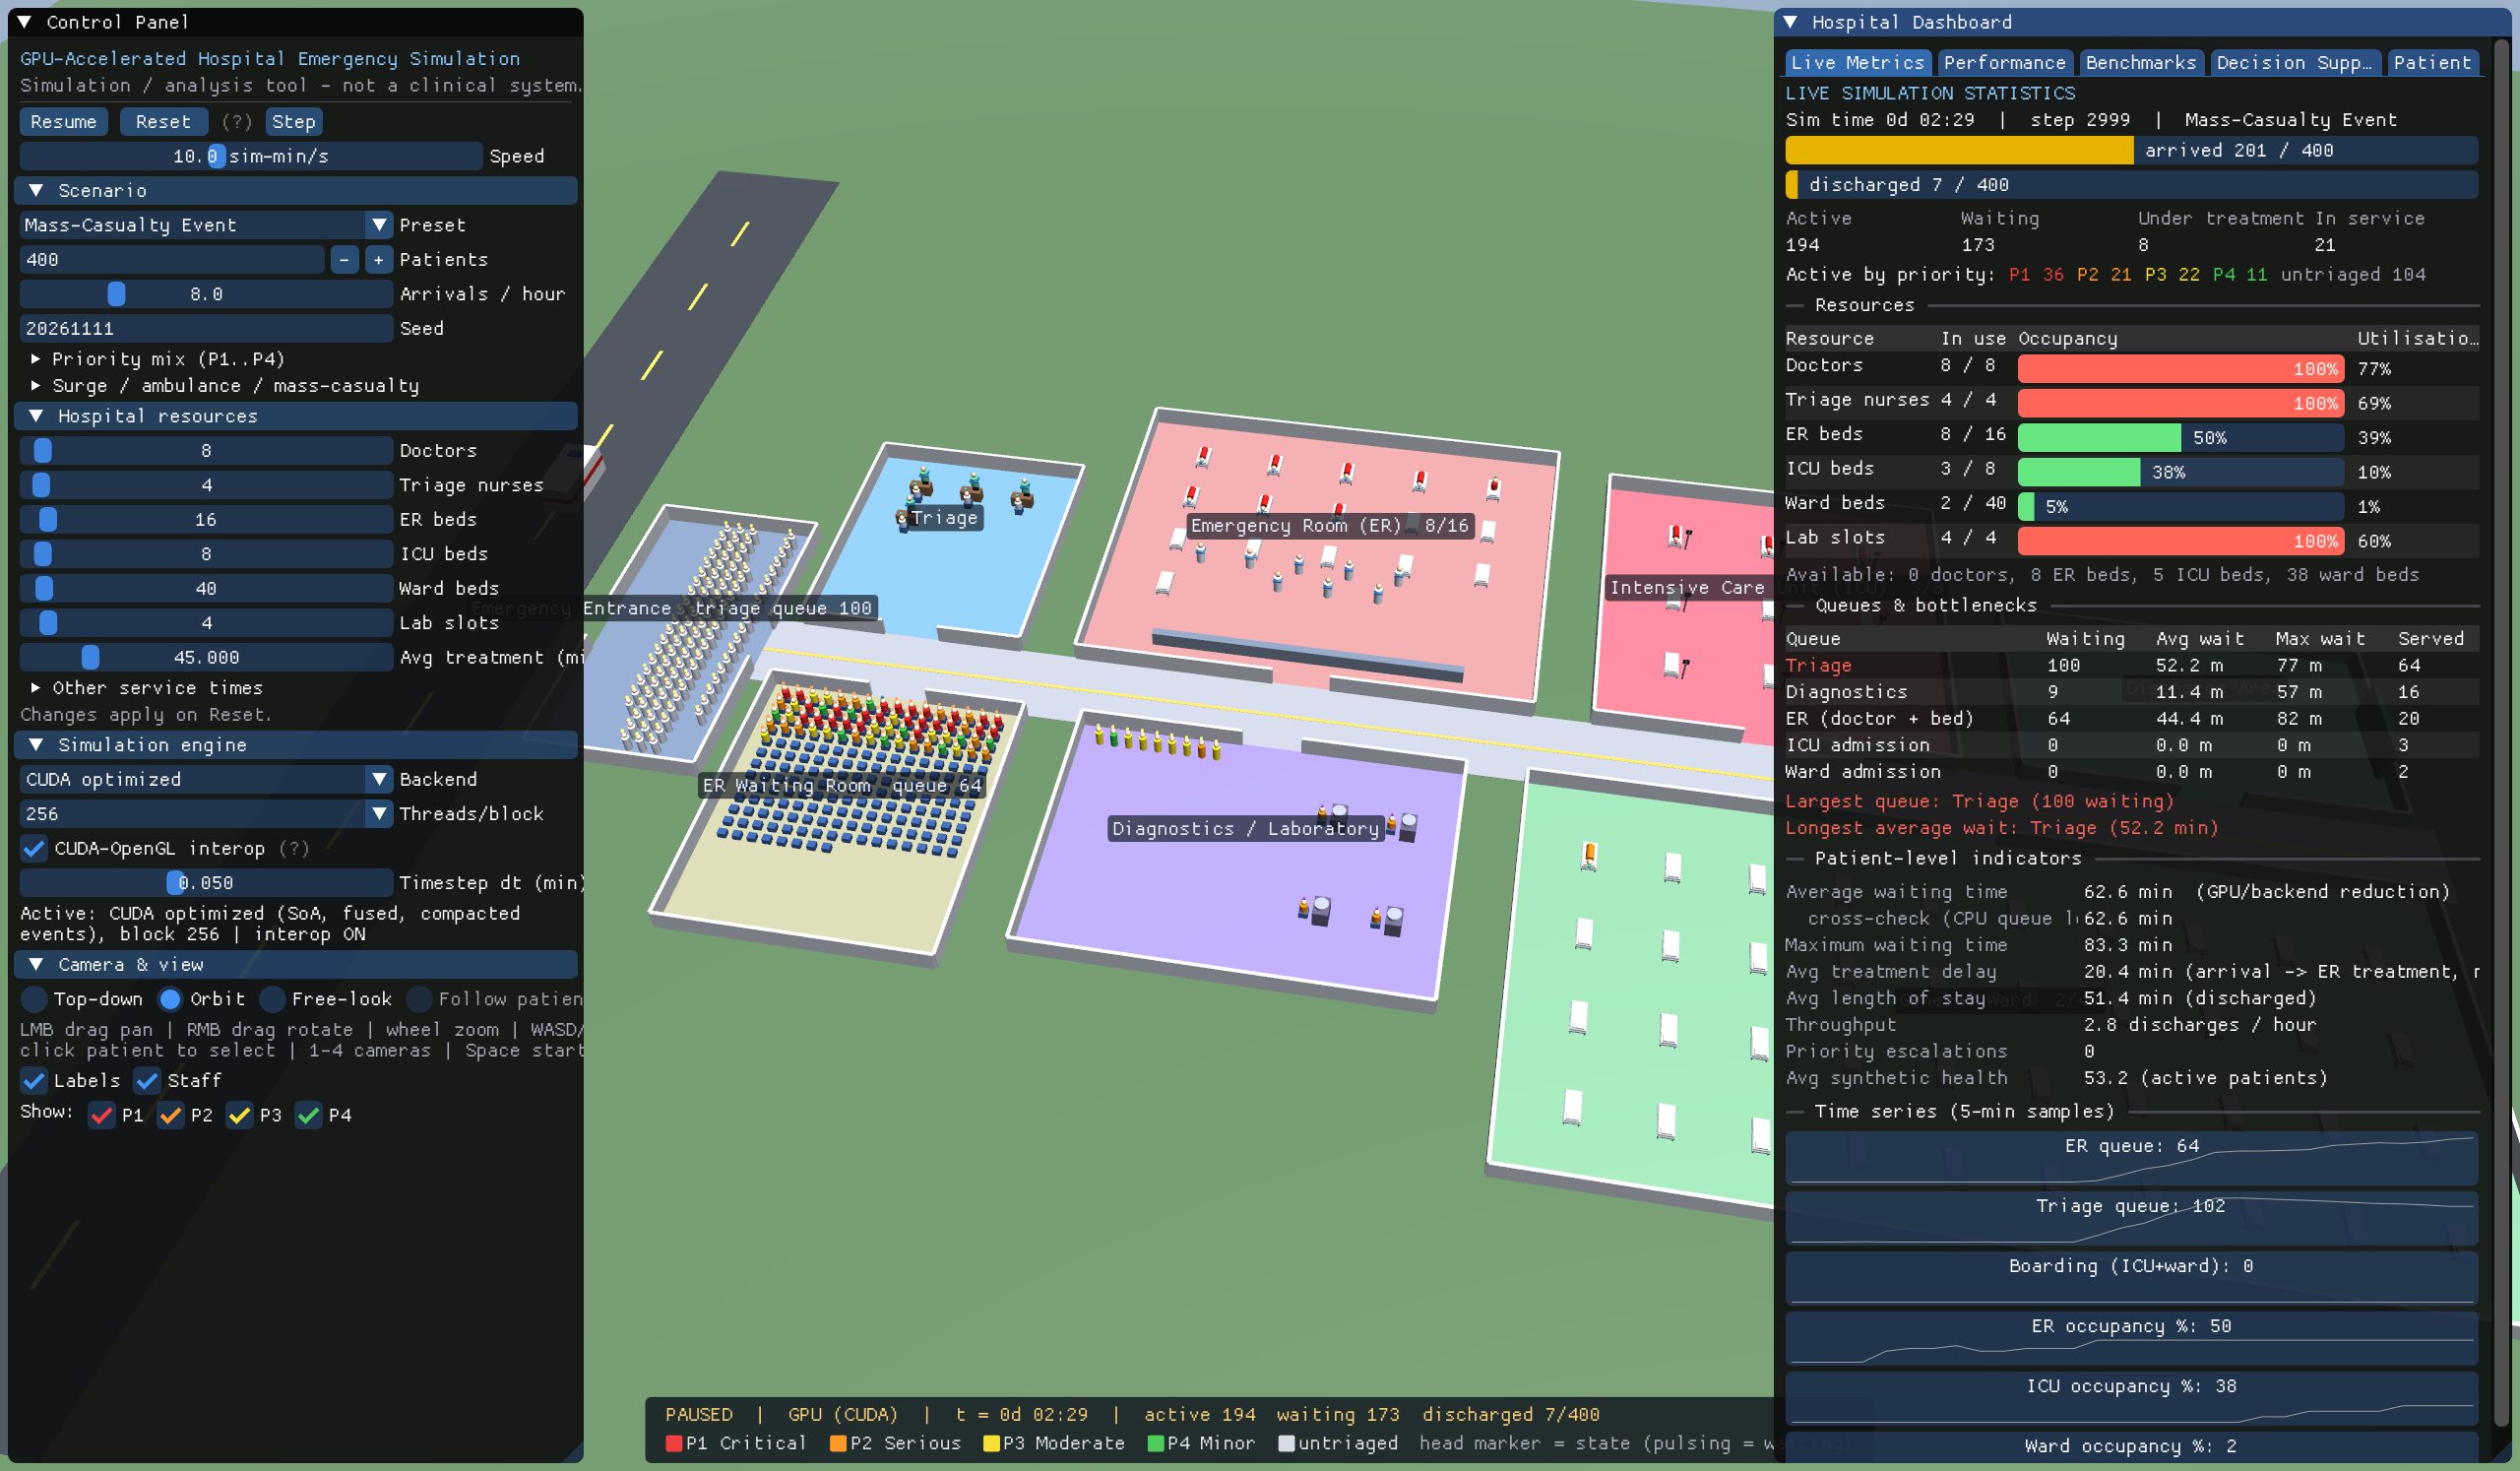 Control Panel
GPU-Accelerated Hospital Emergency Simulation
Simulation / analysis tool - not a clinical system.
Resume Reset (?) Step
10.0 sim-min/s Speed
Scenario
Mass-Casualty Event Preset
400 - + Patients
8.0 Arrivals / hour
20261111 Seed
Priority mix (P1..P4)
Surge / ambulance / mass-casualty
Hospital resources
8 Doctors
4 Triage nurses
16 ER beds
8 ICU beds
40 Ward beds
4 Lab slots
45.000 Avg treatment (mi
Other service times
Changes apply on Reset.
Simulation engine
CUDA optimized Backend
256 Threads/block
CUDA-OpenGL interop (?)
0.050 Timestep dt (min)
Active: CUDA optimized (SoA, fused, compacted
events), block 256 | interop ON
Camera & view
Top-down Orbit Free-look Follow patien
LMB drag pan | RMB drag rotate | wheel zoom | WASD/
click patient to select | 1-4 cameras | Space start
Labels Staff
Show: P1 P2 P3 P4
Triage
Emergency Room (ER) 8/16
Intensive Care Unit (ICU) 3/8
Emergency Entrance triage queue 100
ER Waiting Room queue 64
Diagnostics / Laboratory
PAUSED | GPU (CUDA) | t = 0d 02:29 | active 194 waiting 173 discharged 7/400
P1 Critical P2 Serious P3 Moderate P4 Minor untriaged head marker = state (pulsing = waiting
Hospital Dashboard
Live Metrics Performance Benchmarks Decision Supp... Patient
LIVE SIMULATION STATISTICS
Sim time 0d 02:29 | step 2999 | Mass-Casualty Event
arrived 201 / 400
discharged 7 / 400
Active Waiting Under treatment In service
194 173 8 21
Active by priority: P1 36 P2 21 P3 22 P4 11 untriaged 104
Resources
Resource In use Occupancy Utilisatio...
Doctors 8 / 8 100% 77%
Triage nurses 4 / 4 100% 69%
ER beds 8 / 16 50% 39%
ICU beds 3 / 8 38% 10%
Ward beds 2 / 40 5% 1%
Lab slots 4 / 4 100% 60%
Available: 0 doctors, 8 ER beds, 5 ICU beds, 38 ward beds
Queues & bottlenecks
Queue Waiting Avg wait Max wait Served
Triage 100 52.2 m 77 m 64
Diagnostics 9 11.4 m 57 m 16
ER (doctor + bed) 64 44.4 m 82 m 20
ICU admission 0 0.0 m 0 m 3
Ward admission 0 0.0 m 0 m 2
Largest queue: Triage (100 waiting)
Longest average wait: Triage (52.2 min)
Patient-level indicators
Average waiting time 62.6 min (GPU/backend reduction)
cross-check (CPU queue l 62.6 min
Maximum waiting time 83.3 min
Avg treatment delay 20.4 min (arrival -> ER treatment, r
Avg length of stay 51.4 min (discharged)
Throughput 2.8 discharges / hour
Priority escalations 0
Avg synthetic health 53.2 (active patients)
Time series (5-min samples)
ER queue: 64
Triage queue: 102
Boarding (ICU+ward): 0
ER occupancy %: 50
ICU occupancy %: 38
Ward occupancy %: 2